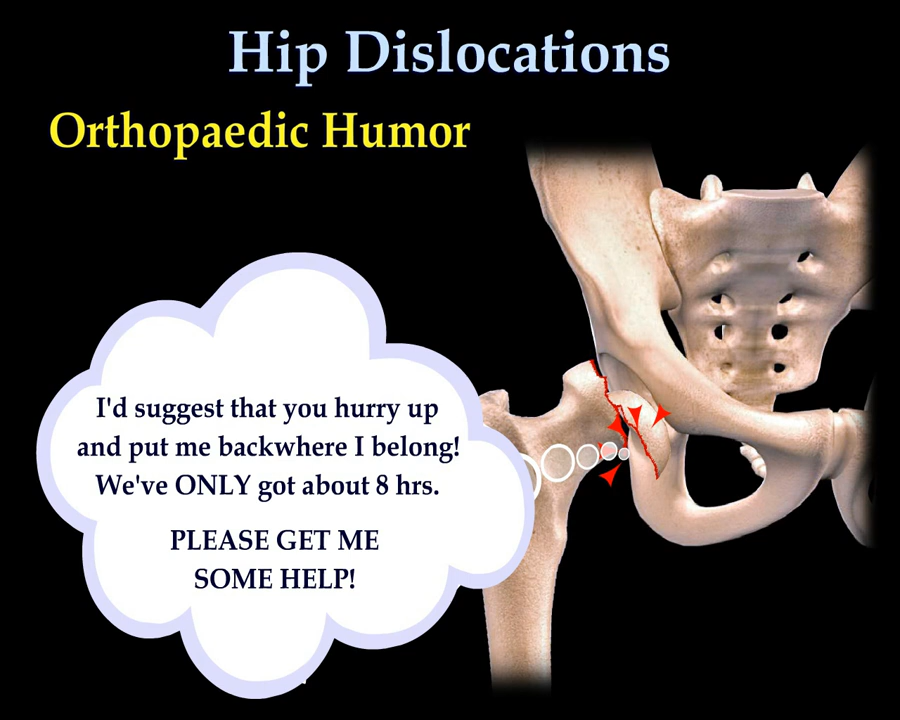 Hip Dislocations
Orthopaedic Humor
I'd suggest that you hurry up
and put me backwhere I belong!
We've ONLY got about 8 hrs.
PLEASE GET ME
SOME HELP!